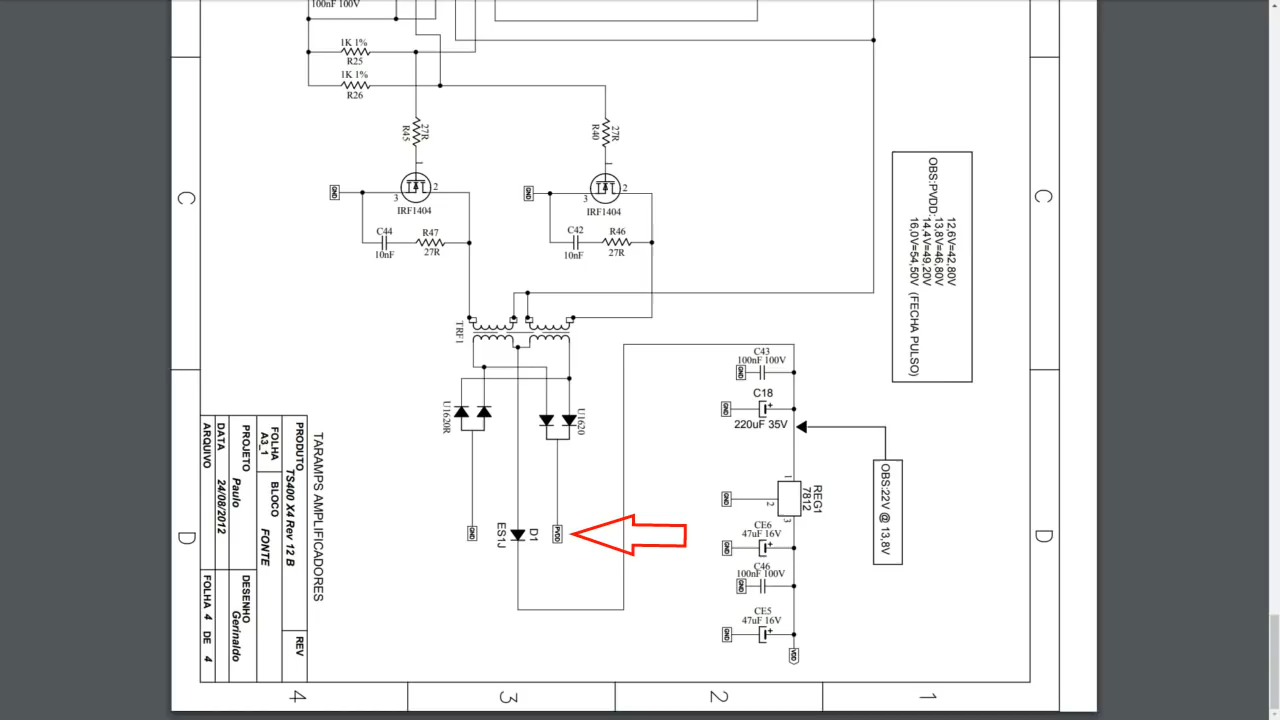 100nF 100V
1K 1%
R25
1K 1%
R26
R45
27R
R40
27R
1
1
2
2
3
3
GND
GND
IRF1404
IRF1404
C44
10nF
R47
27R
C42
10nF
R46
27R
OBS:PVDD:
12,6V=42,80V
13,8V=46,80V
14,4V=49,20V
16,0V=54,50V (FECHA PULSO)
C
C
TRF1
C43
100nF 100V
GND
C18
GND
+
220uF 35V
U1620R
U1620
OBS:22V @ 13,8V
1
REG1
7812
GND
2
3
GND
ES1J
D1
PVDD
CE6
47uF 16V
GND
+
C46
100nF 100V
GND
CE5
47uF 16V
GND
+
VDD
D
D
TARAMPS AMPLIFICADORES
PRODUTO
TS400 X4 Rev 12 B
REV
FOLHA
A3_1
BLOCO
FONTE
PROJETO
Paulo
DESENHO
Gerinaldo
DATA
24/08/2012
ARQUIVO
FOLHA 4 DE 4
4
3
2
1